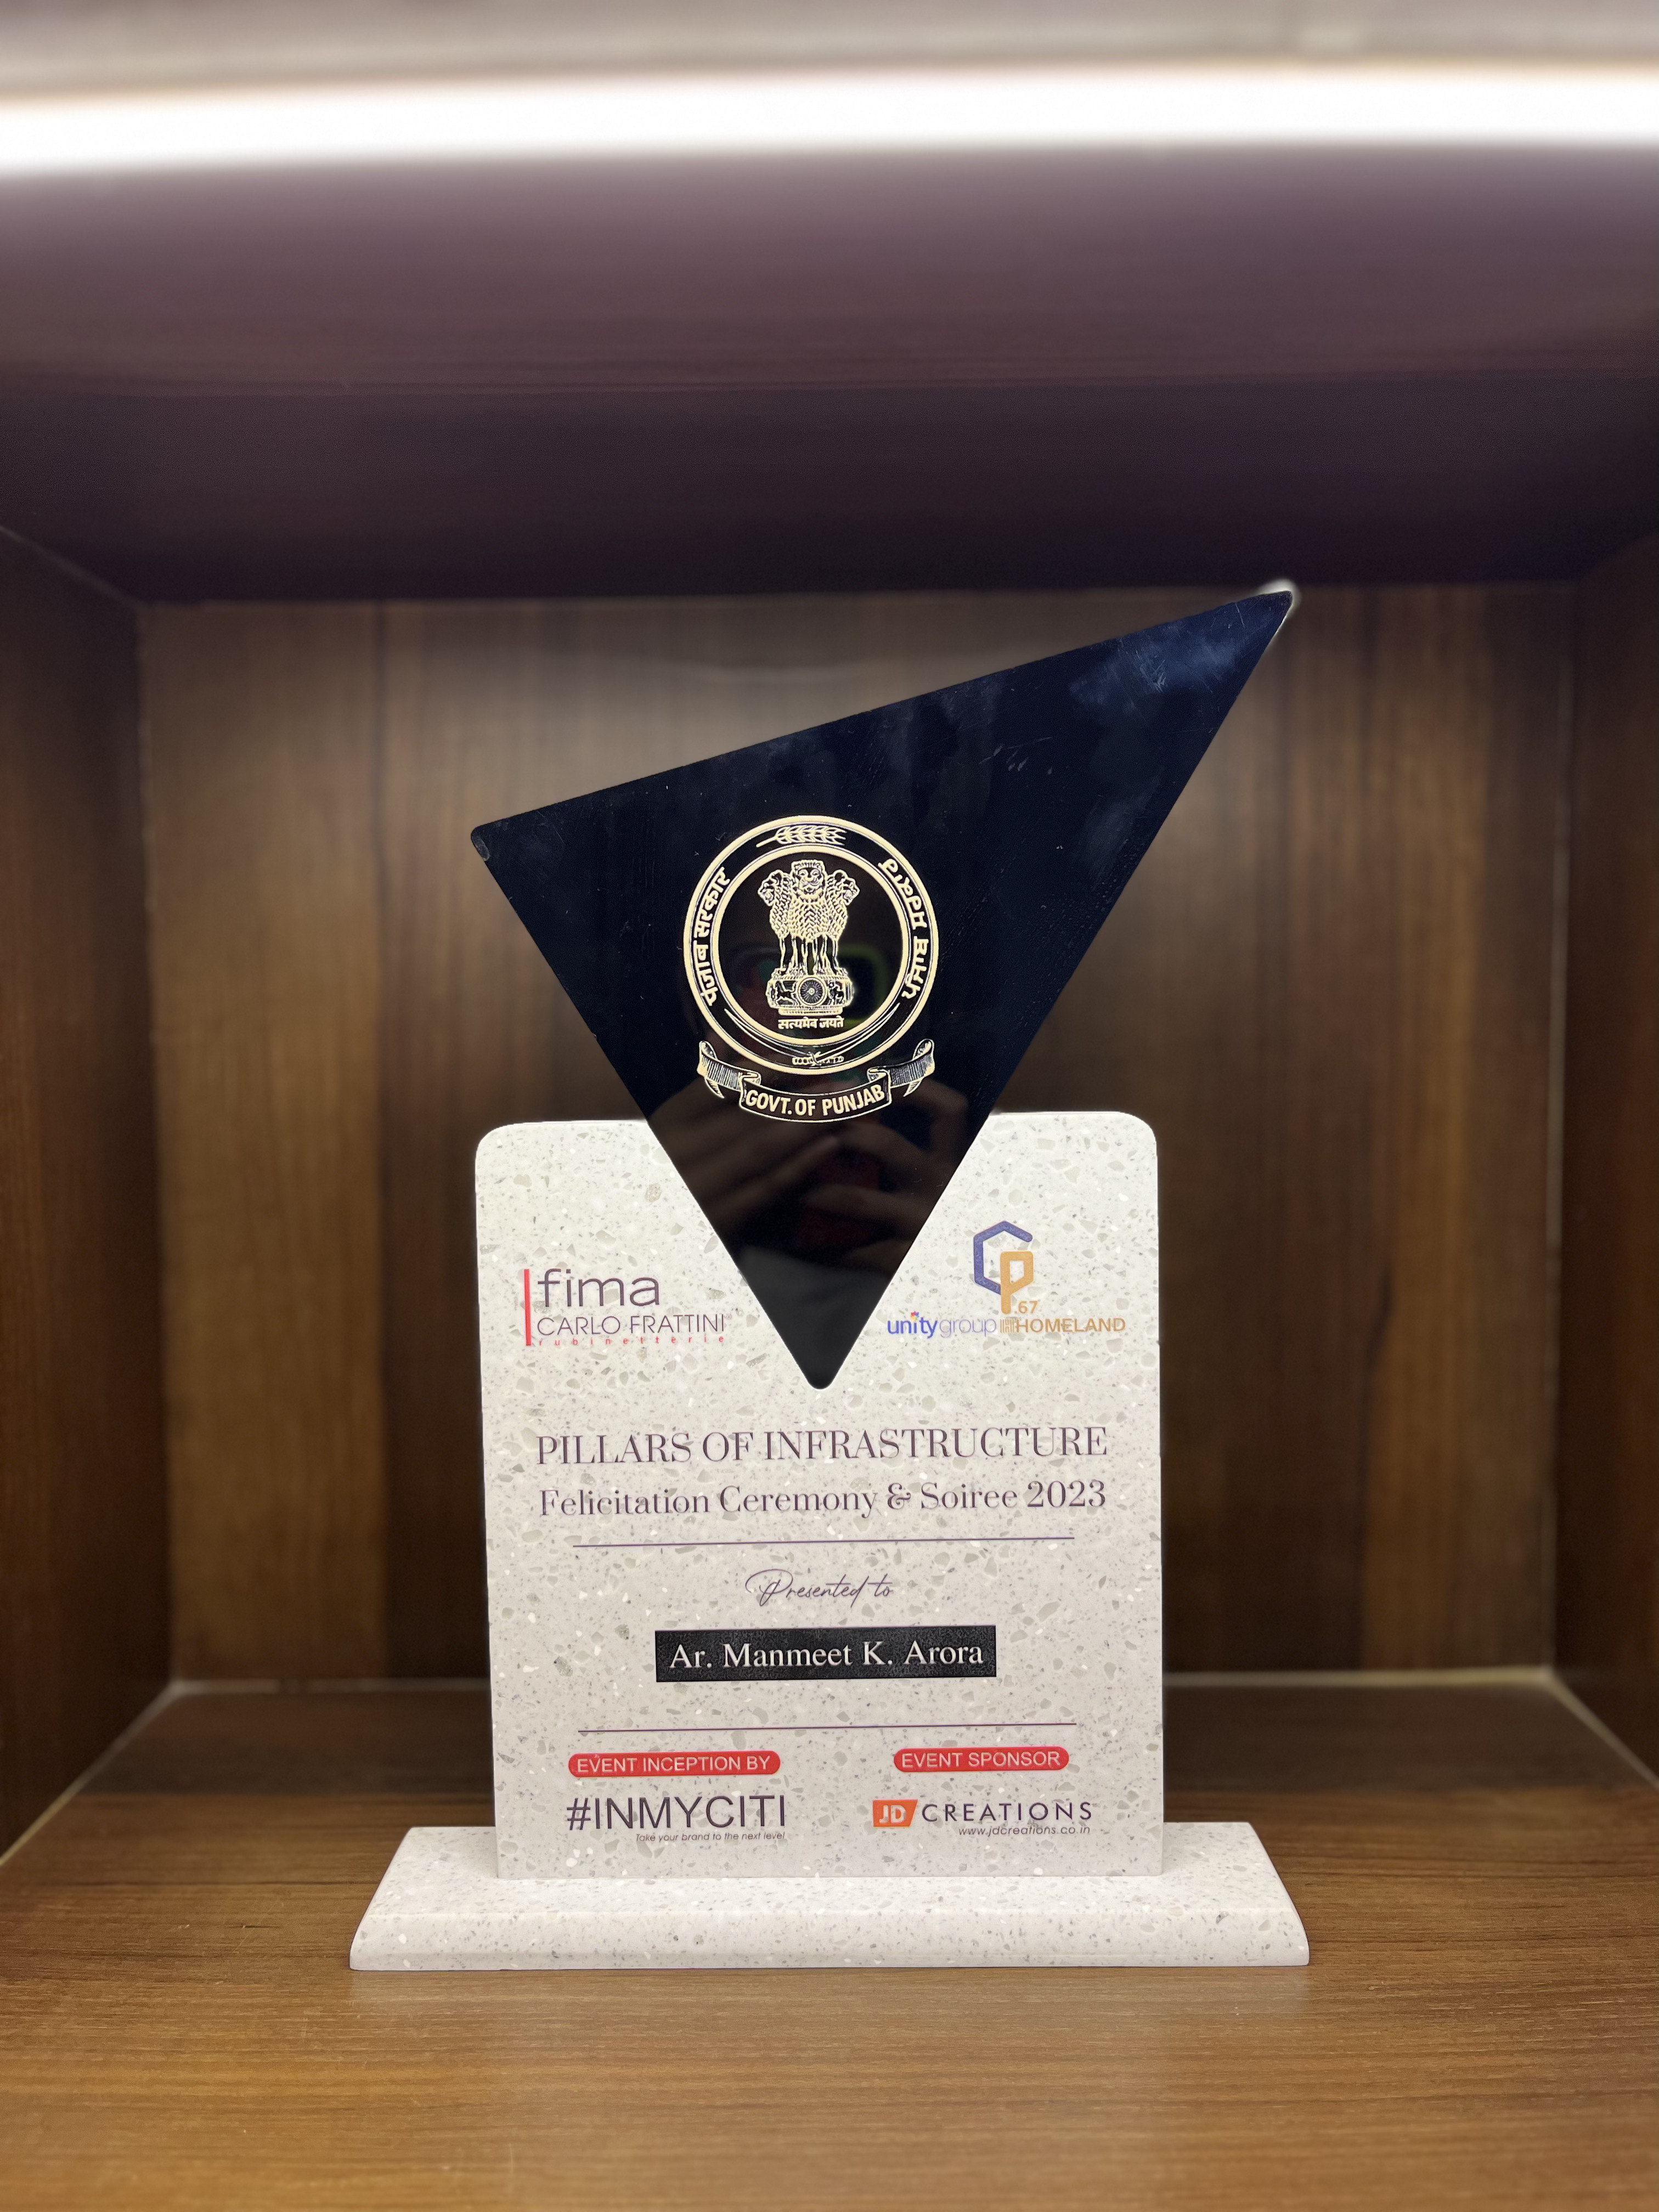 पंजाब सरकार
ਪੰਜਾਬ ਸਰਕਾਰ
सत्यमेव जयते
GOVT. OF PUNJAB
fima
CARLO FRATTINI
rubinetterie
CP
.67
unitygroup HOMELAND
PILLARS OF INFRASTRUCTURE
Felicitation Ceremony & Soiree 2023
Presented to
Ar. Manmeet K. Arora
EVENT INCEPTION BY
EVENT SPONSOR
#INMYCITI
Take your brand to the next level
JD CREATIONS
www.jdcreations.co.in